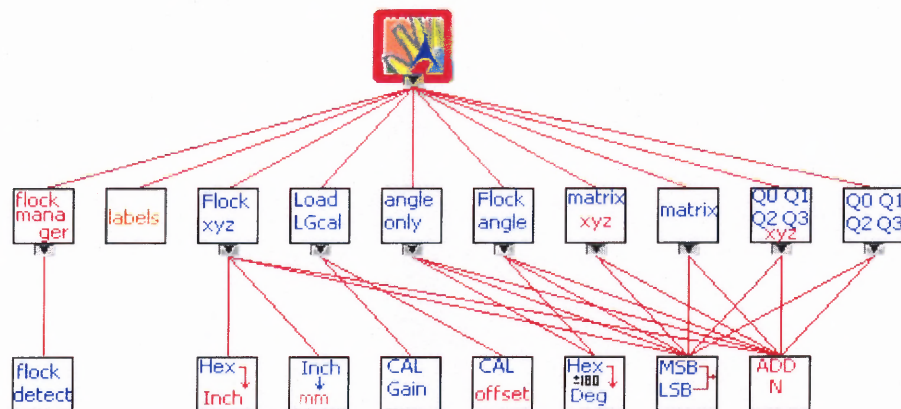 flock
mana
ger
labels
Flock
xyz
Load
LGcal
angle
only
Flock
angle
matrix
xyz
matrix
Q0 Q1
Q2 Q3
xyz
Q0 Q1
Q2 Q3
flock
detect
Hex
Inch
Inch
mm
CAL
Gain
CAL
offset
Hex
±180
Deg
MSB
LSB
ADD
N